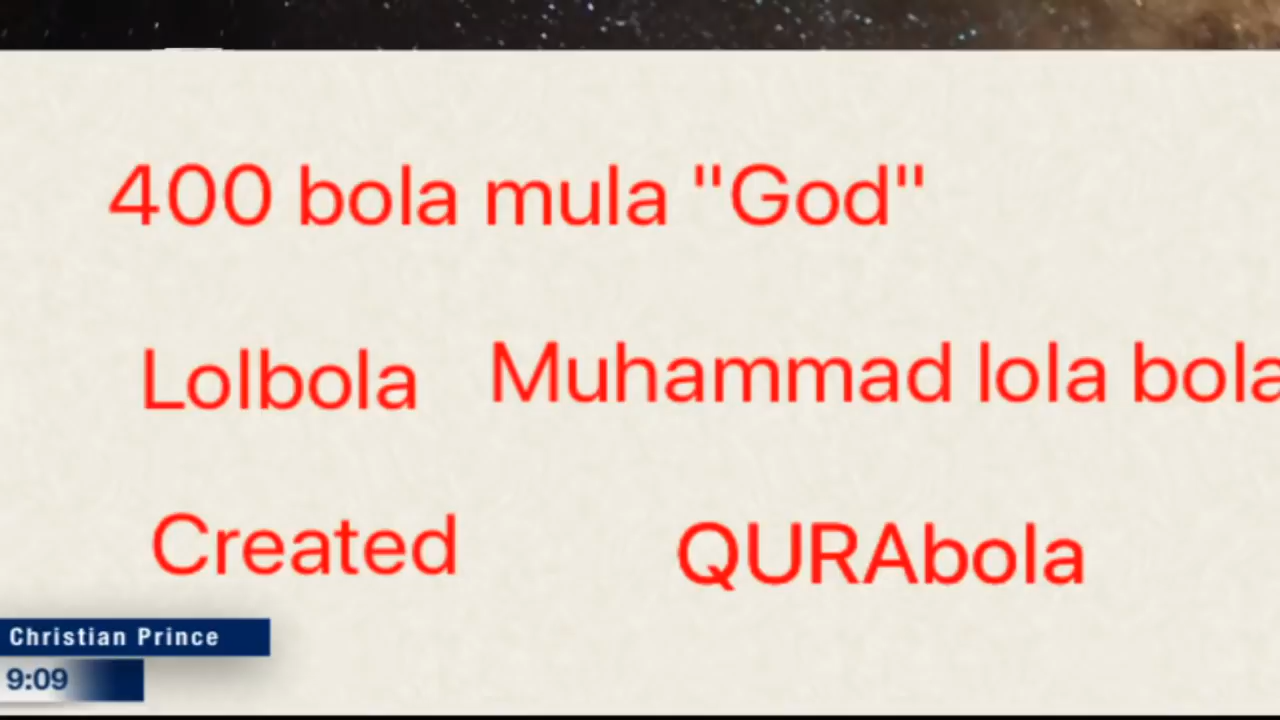 400 bola mula "God"
Lolbola Muhammad lola bola
Created QURAbola
Christian Prince
9:09